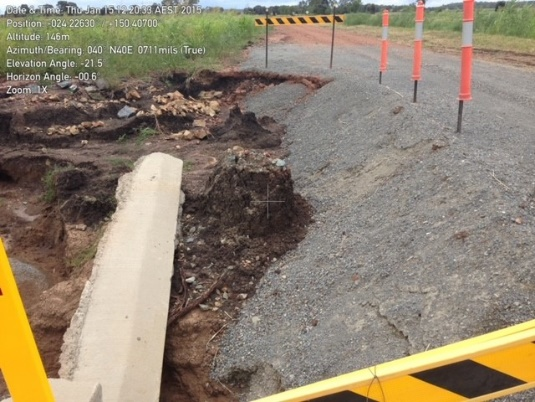 Date & Time: Thu Jan 15 12:20:30 AEST 2015
Position: -024.22630° 150.40700°
Altitude: 146m
Azimuth/Bearing: 040° N40E 0711mils (True)
Elevation Angle: -21.5°
Horizon Angle: -00.6°
Zoom: 1X